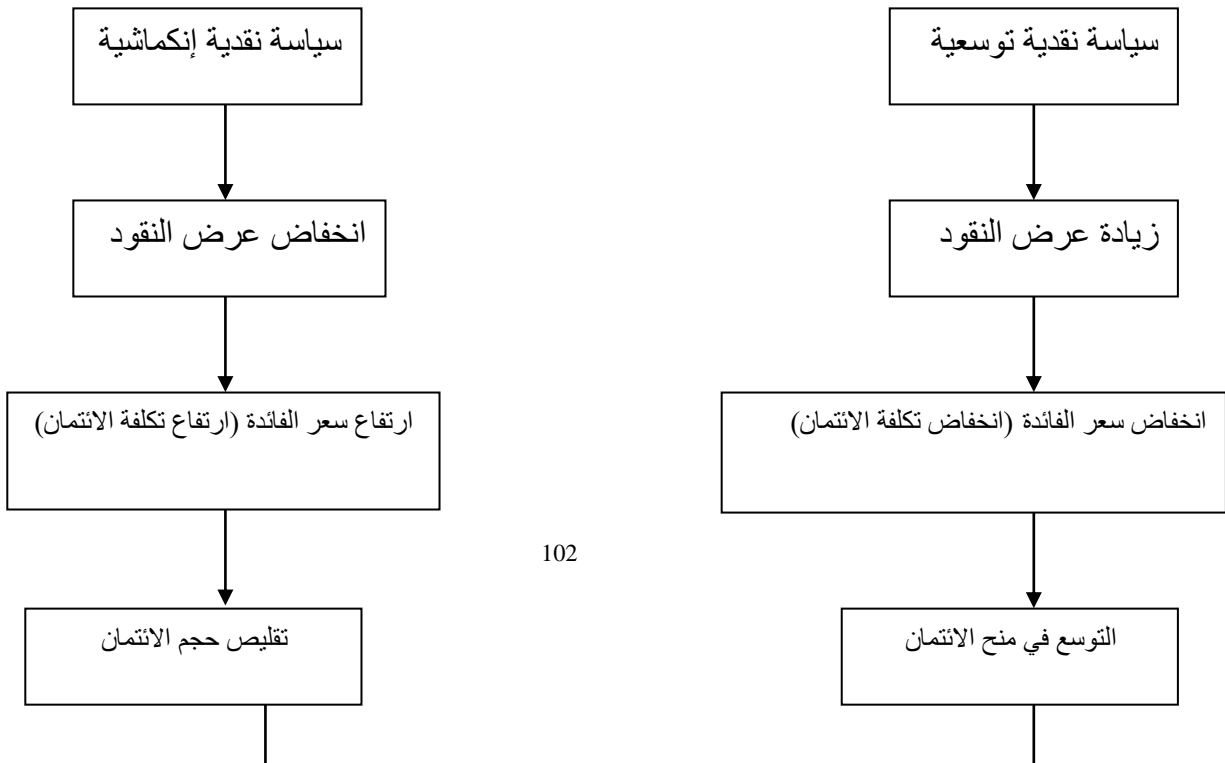 سياسة نقدية توسعية
سياسة نقدية إنكماشية
زيادة عرض النقود
انخفاض عرض النقود
انخفاض سعر الفائدة (انخفاض تكلفة الائتمان)
ارتفاع سعر الفائدة (ارتفاع تكلفة الائتمان)
102
التوسع في منح الائتمان
تقليص حجم الائتمان